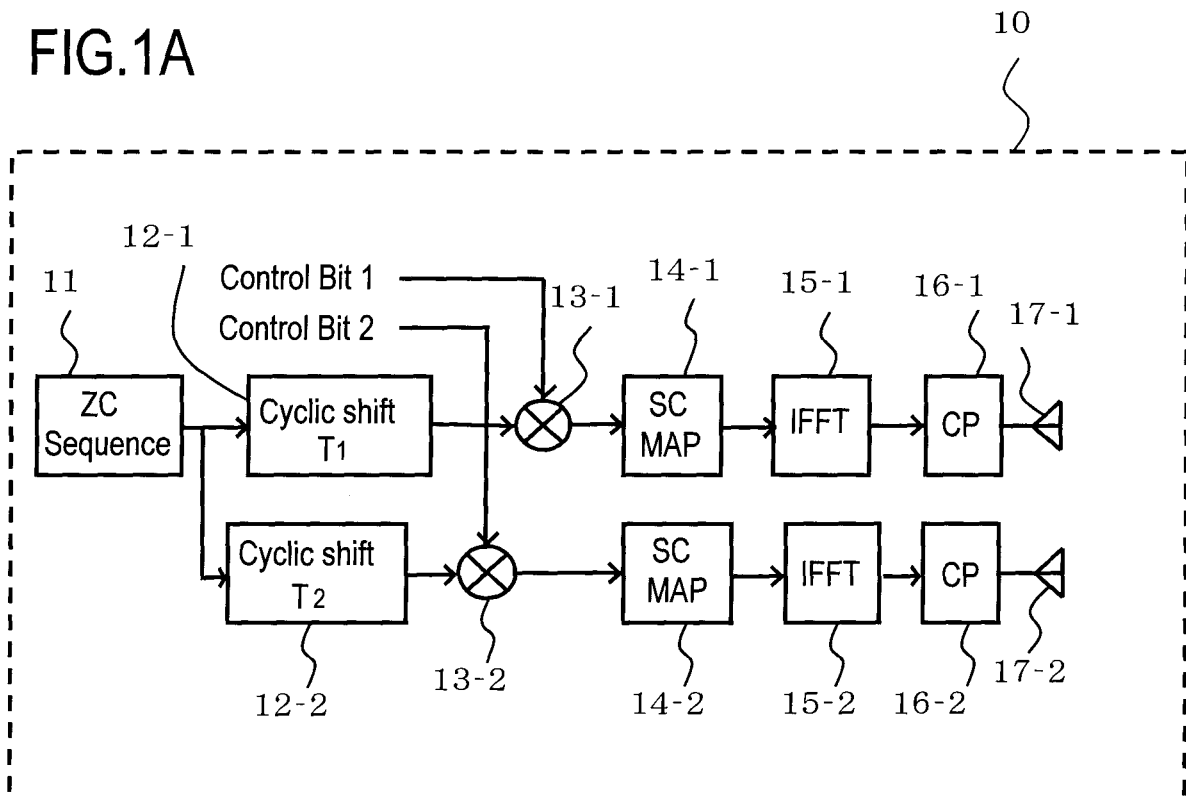 FIG.1A
10
12-1
11
Control Bit 1
Control Bit 2
13-1
14-1
15-1
16-1
17-1
ZC
Sequence
Cyclic shift
T1
SC
MAP
IFFT
CP
Cyclic shift
T2
SC
MAP
IFFT
CP
12-2
13-2
14-2
15-2
16-2
17-2